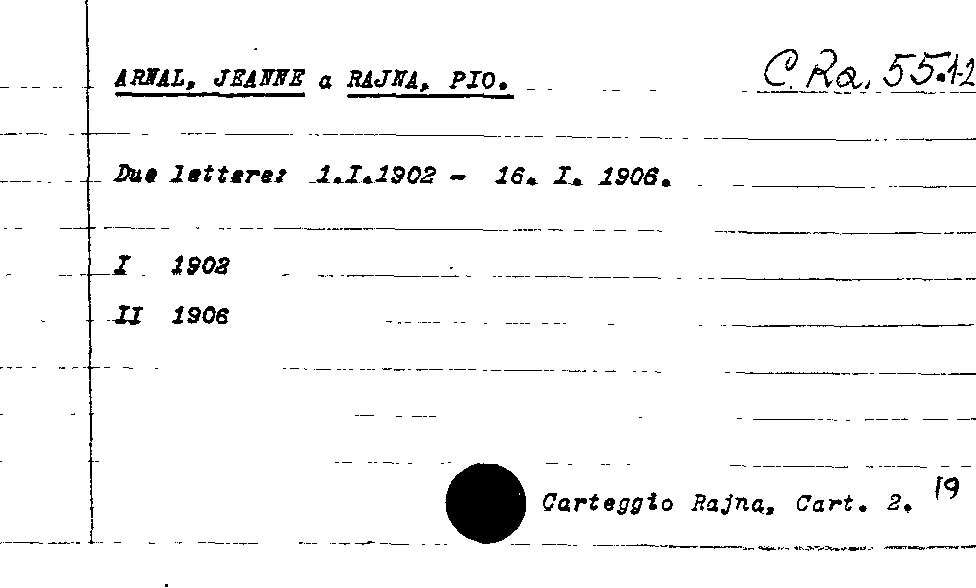 ARNAL, JEANNE a RAJNA, PIO. C. Ra. 55.1-2
Due lettere: 1.I.1902 - 16. I. 1906.
I 1902
II 1906
Carteggio Rajna, Cart. 2. 19